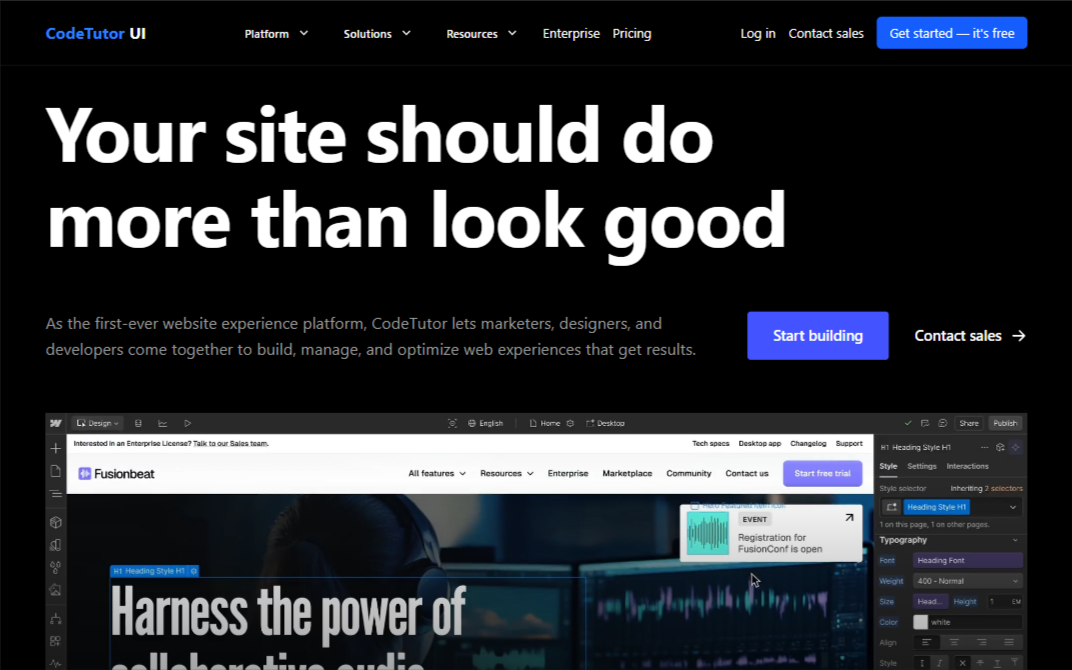 CodeTutor UI
Platform
Solutions
Resources
Enterprise
Pricing
Log in
Contact sales
Get started — it's free
Your site should do
more than look good
As the first-ever website experience platform, CodeTutor lets marketers, designers, and
developers come together to build, manage, and optimize web experiences that get results.
Start building
Contact sales →
Design
English
Home
Desktop
Share
Publish
Interested in an Enterprise License? Talk to our Sales team.
Tech specs
Desktop app
Changelog
Support
Fusionbeat
All features
Resources
Enterprise
Marketplace
Community
Contact us
Start free trial
EVENT
Registration for
FusionConf is open
H1 Heading Style H1
Harness the power of
collaborative audio
H1 Heading Style H1
Style
Settings
Interactions
Style selector
Inheriting 2 selectors
Heading Style H1
1 on this page, 1 on other pages.
Typography
Font
Heading Font
Weight
400 - Normal
Size
Head...
Height
1
EM
Color
white
Align
Style